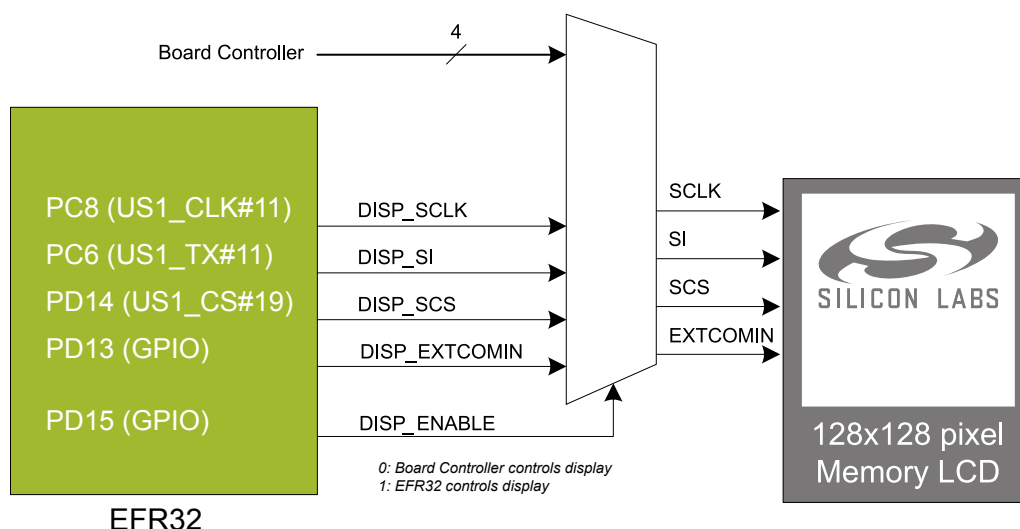 4
Board Controller
PC8 (US1_CLK#11)
PC6 (US1_TX#11)
PD14 (US1_CS#19)
PD13 (GPIO)
PD15 (GPIO)
EFR32
DISP_SCLK
DISP_SI
DISP_SCS
DISP_EXTCOMIN
DISP_ENABLE
0: Board Controller controls display
1: EFR32 controls display
SCLK
SI
SCS
EXTCOMIN
SILICON LABS
128x128 pixel
Memory LCD